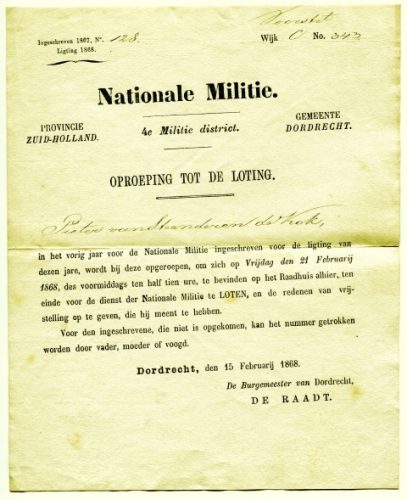 Voorstr.
Ingeschreven 1867, No. 128.
Ligting 1868.
Wijk C No. 343
Nationale Militie.
PROVINCIE
ZUID-HOLLAND.
4e Militie district.
GEMEENTE
DORDRECHT.
OPROEPING TOT DE LOTING.
Pieter van Steenderen de Kok,
in het vorig jaar voor de Nationale Militie ingeschreven voor de ligting van
dezen jare, wordt bij deze opgeroepen, om zich op Vrijdag den 21 Februarij
1868, des voormiddags ten half tien ure, te bevinden op het Raadhuis alhier, ten
einde voor de dienst der Nationale Militie te LOTEN, en de redenen van vrij-
stelling op te geven, die hij meent te hebben.
Voor den ingeschrevene, die niet is opgekomen, kan het nummer getrokken
worden door vader, moeder of voogd.
Dordrecht, den 15 Februarij 1868.
De Burgemeester van Dordrecht,
DE RAADT.